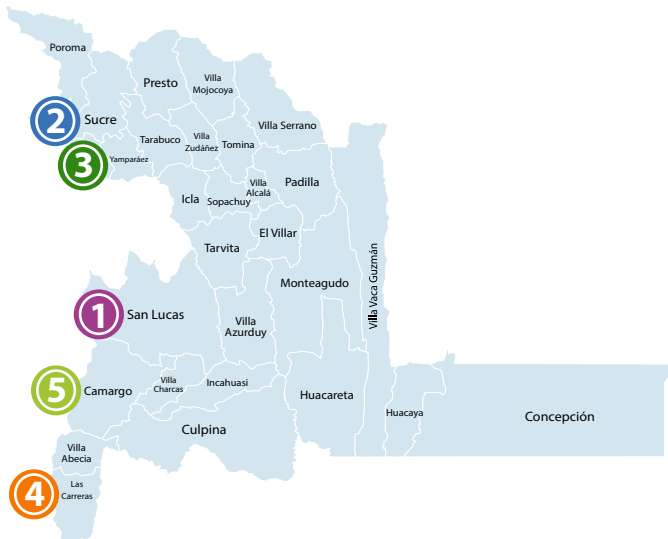 Poroma
Presto
Villa
Mojocoya
2
Sucre
Villa Serrano
3
Yamparáez
Tarabuco
Villa
Zudáñez
Tomina
Icla
Sopachuy
Villa
Alcalá
Padilla
Tarvita
El Villar
Monteagudo
Villa Vaca Guzmán
1
San Lucas
Villa
Azurduy
5
Camargo
Villa
Charcas
Incahuasi
Huacareta
Huacaya
Concepción
Culpina
Villa
Abecia
4
Las
Carreras